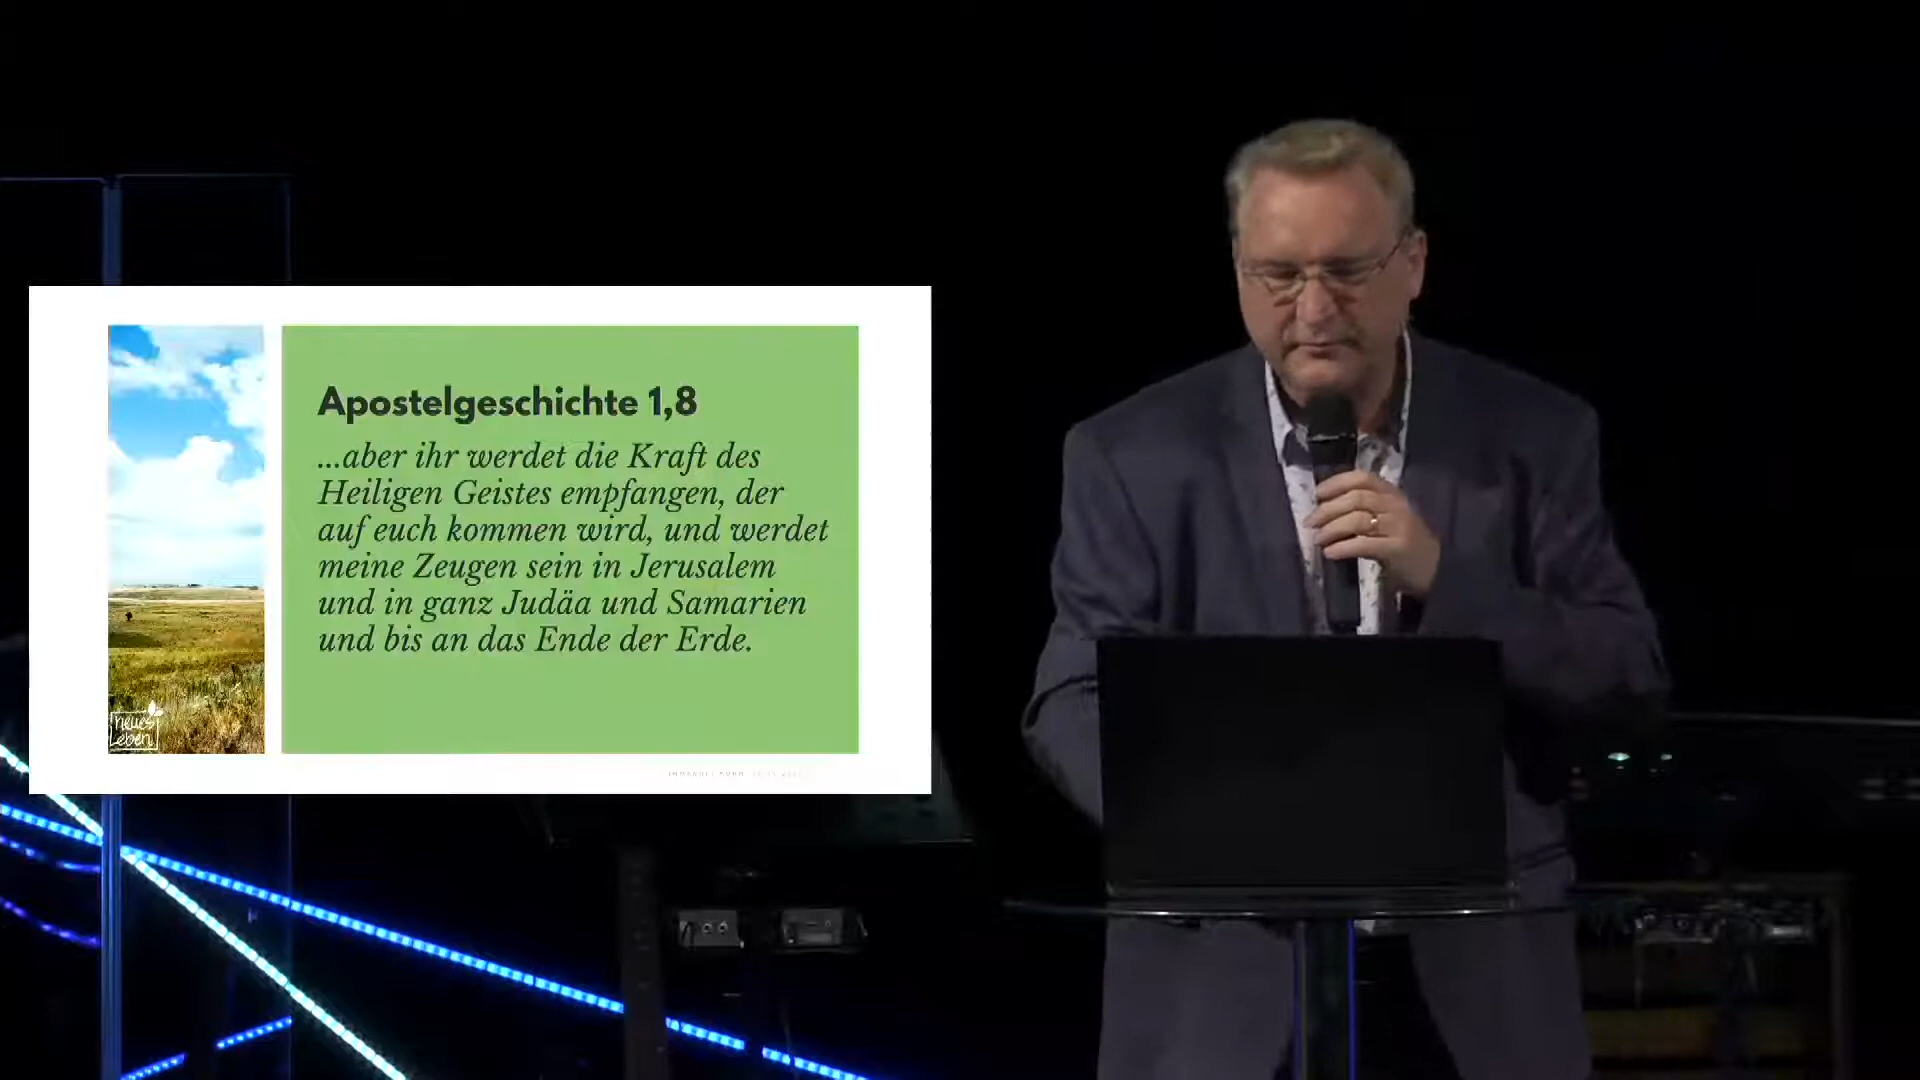 Apostelgeschichte 1,8
...aber ihr werdet die Kraft des
Heiligen Geistes empfangen, der
auf euch kommen wird, und werdet
meine Zeugen sein in Jerusalem
und in ganz Judäa und Samarien
und bis an das Ende der Erde.
neues
Leben